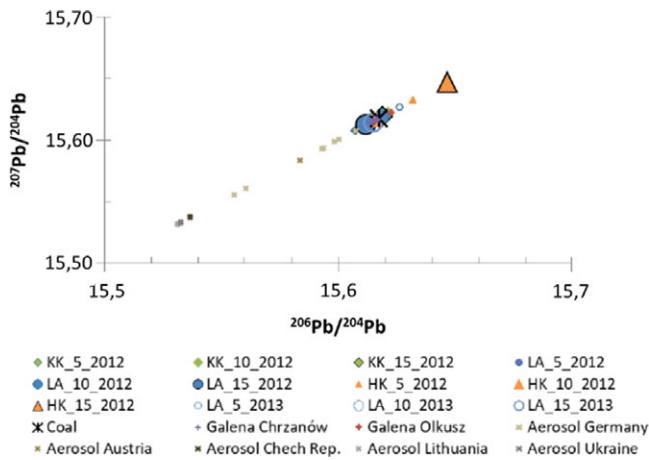 15,70
²⁰⁷Pb/²⁰⁴Pb
15,60
15,50
15,5 15,6 15,7
²⁰⁶Pb/²⁰⁴Pb
KK_5_2012 KK_10_2012 KK_15_2012 LA_5_2012
LA_10_2012 LA_15_2012 HK_5_2012 HK_10_2012
HK_15_2012 LA_5_2013 LA_10_2013 LA_15_2013
Coal Galena Chrzanów Galena Olkusz Aerosol Germany
Aerosol Austria Aerosol Chech Rep. Aerosol Lithuania Aerosol Ukraine